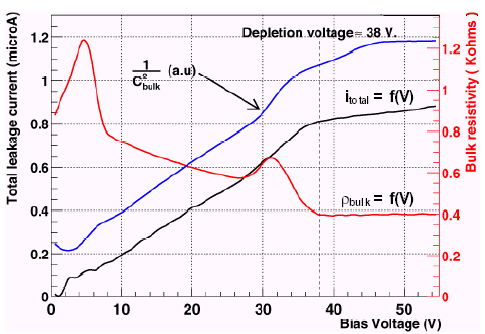 Total leakage current (microA)
1.2
1
0.8
0.6
0.4
0.2
0
Depletion voltage= 38 V.
1/C²bulk (a.u)
itotal = f(V)
ρbulk = f(V)
Bulk resistivity ( Kohms)
1.2
1
0.8
0.6
0.4
0.2
0
0
10
20
30
40
50
Bias Voltage (V)